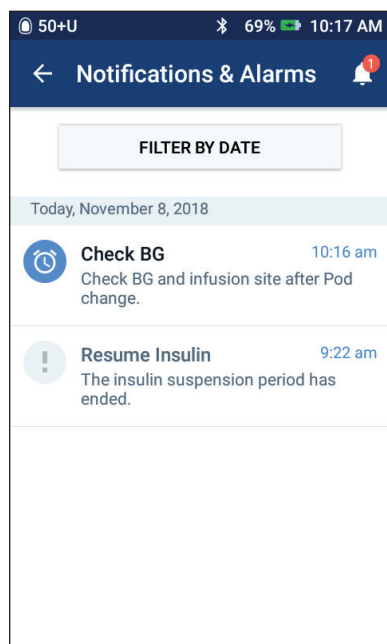 50+U 69% 10:17 AM
Notifications & Alarms 1
FILTER BY DATE
Today, November 8, 2018
Check BG 10:16 am
Check BG and infusion site after Pod
change.
Resume Insulin 9:22 am
The insulin suspension period has
ended.